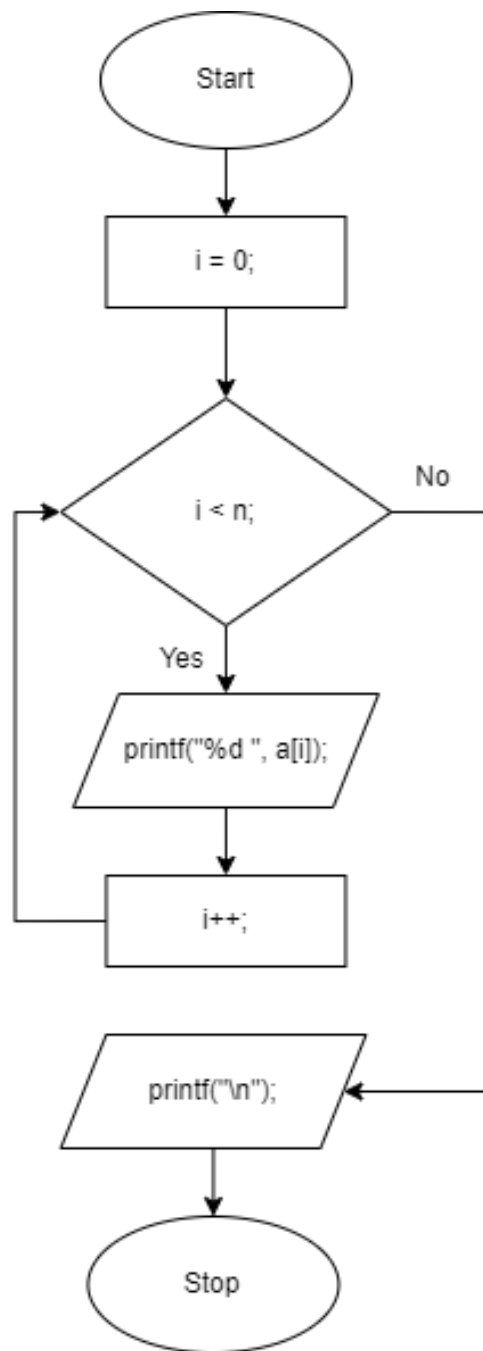 Start
i = 0;
i < n;
No
Yes
printf("%d ", a[i]);
i++;
printf("\n");
Stop